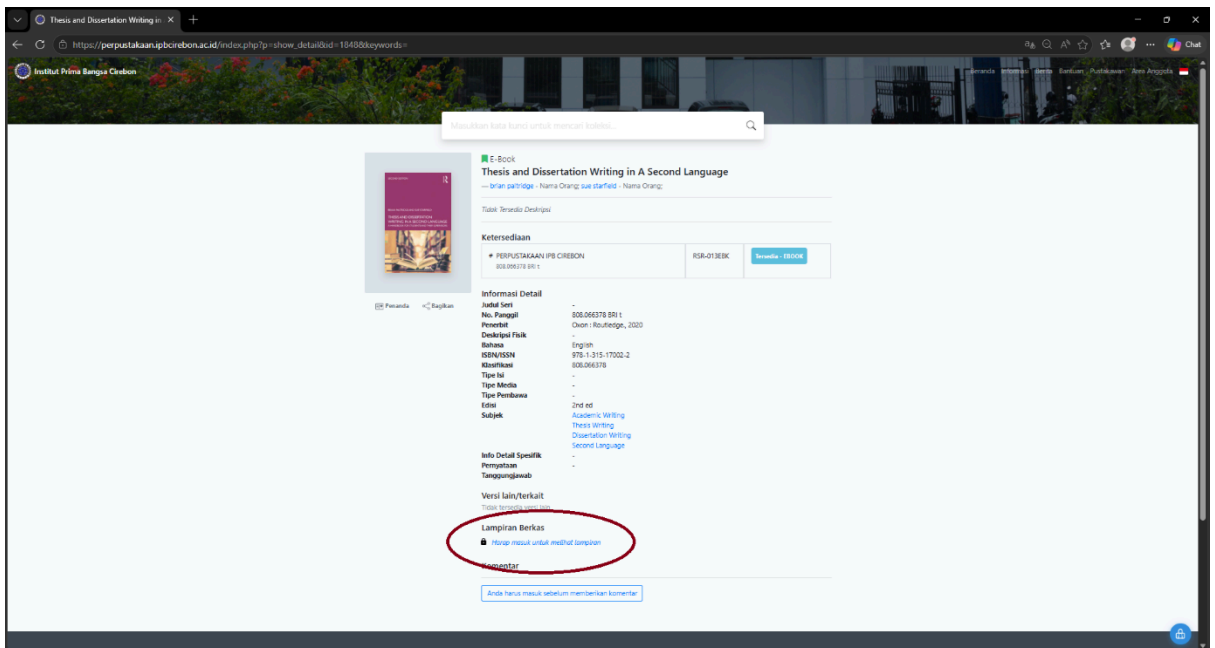 Thesis and Dissertation Writing in
https://perpustakaan.ipbcirebon.ac.id/index.php?p=show_detail&id=18488&keywords=
Chat
Institut Prima Bangsa Cirebon
Beranda Informasi Berita Bantuan Pustakawan Area Anggota
Masukkan kata kunci untuk mencari koleksi...
E-Book
Thesis and Dissertation Writing in A Second Language
— brian paltridge - Nama Orang; sue starfield - Nama Orang;
Tidak Tersedia Deskripsi
Ketersediaan
# PERPUSTAKAAN IPB CIREBON RSR-013EBK Tersedia - EBOOK
808.066378 BRI t
Penanda Bagikan
Informasi Detail
Judul Seri -
No. Panggil 808.066378 BRI t
Penerbit Oxon : Routledge., 2020
Deskripsi Fisik -
Bahasa English
ISBN/ISSN 978-1-315-17002-2
Klasifikasi 808.066378
Tipe Isi -
Tipe Media -
Tipe Pembawa -
Edisi 2nd ed
Subjek Academic Writing
Thesis Writing
Dissertation Writing
Second Language
Info Detail Spesifik -
Pernyataan -
Tanggungjawab
Versi lain/terkait
Tidak tersedia versi lain
Lampiran Berkas
Harap masuk untuk melihat lampiran
Komentar
Anda harus masuk sebelum memberikan komentar